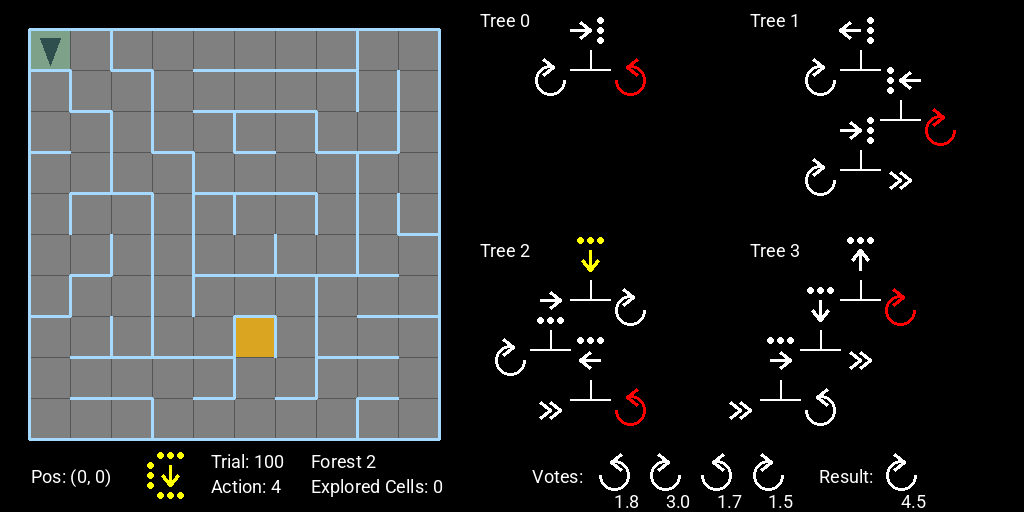 Tree 0
Tree 1
Tree 2
Tree 3
Pos: (0, 0)
Trial: 100
Forest 2
Action: 4
Explored Cells: 0
Votes:
1.8
3.0
1.7
1.5
Result:
4.5